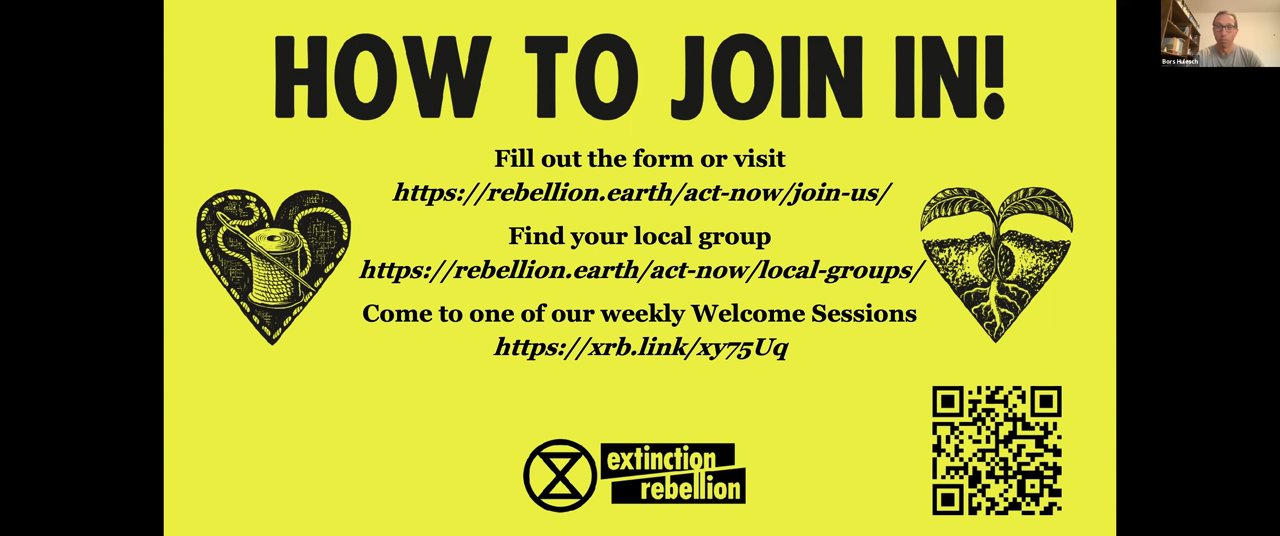 HOW TO JOIN IN!
Fill out the form or visit
https://rebellion.earth/act-now/join-us/
Find your local group
https://rebellion.earth/act-now/local-groups/
Come to one of our weekly Welcome Sessions
https://xrb.link/xy75Uq
extinction
rebellion